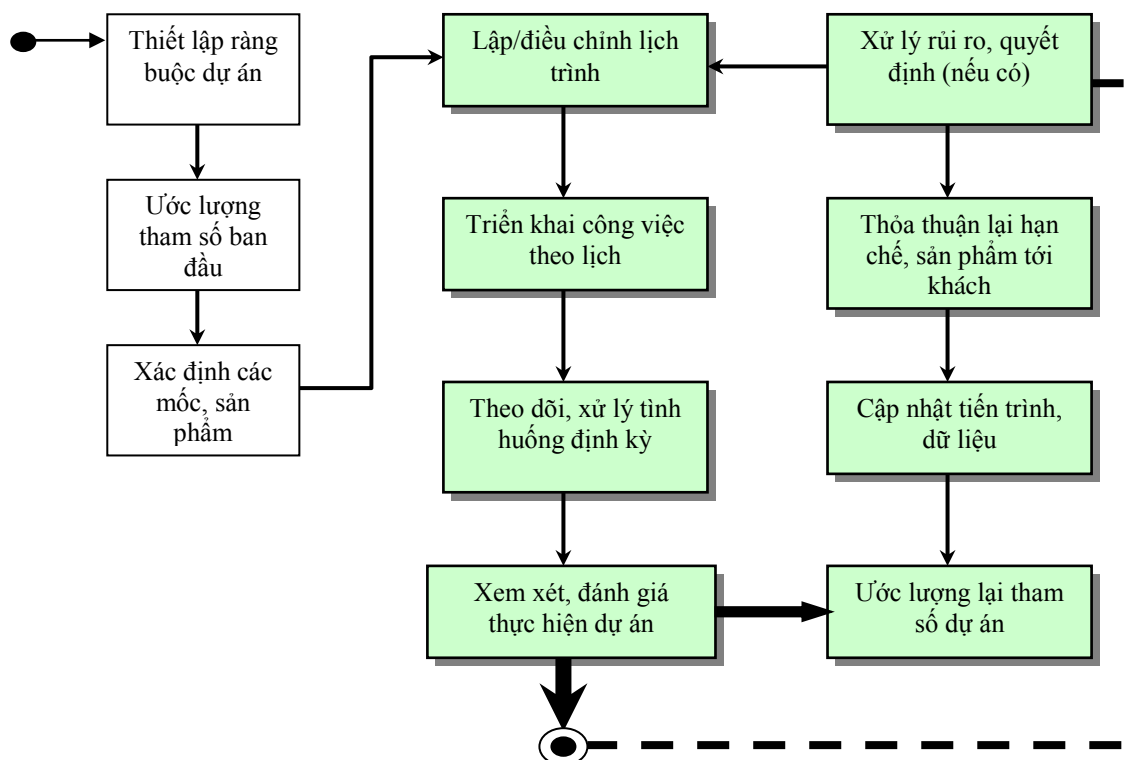 Thiết lập ràng
buộc dự án
Ước lượng
tham số ban
đầu
Xác định các
mốc, sản
phẩm
Lập/điều chỉnh lịch
trình
Triển khai công việc
theo lịch
Theo dõi, xử lý tình
huống định kỳ
Xem xét, đánh giá
thực hiện dự án
Xử lý rủi ro, quyết
định (nếu có)
Thỏa thuận lại hạn
chế, sản phẩm tới
khách
Cập nhật tiến trình,
dữ liệu
Ước lượng lại tham
số dự án